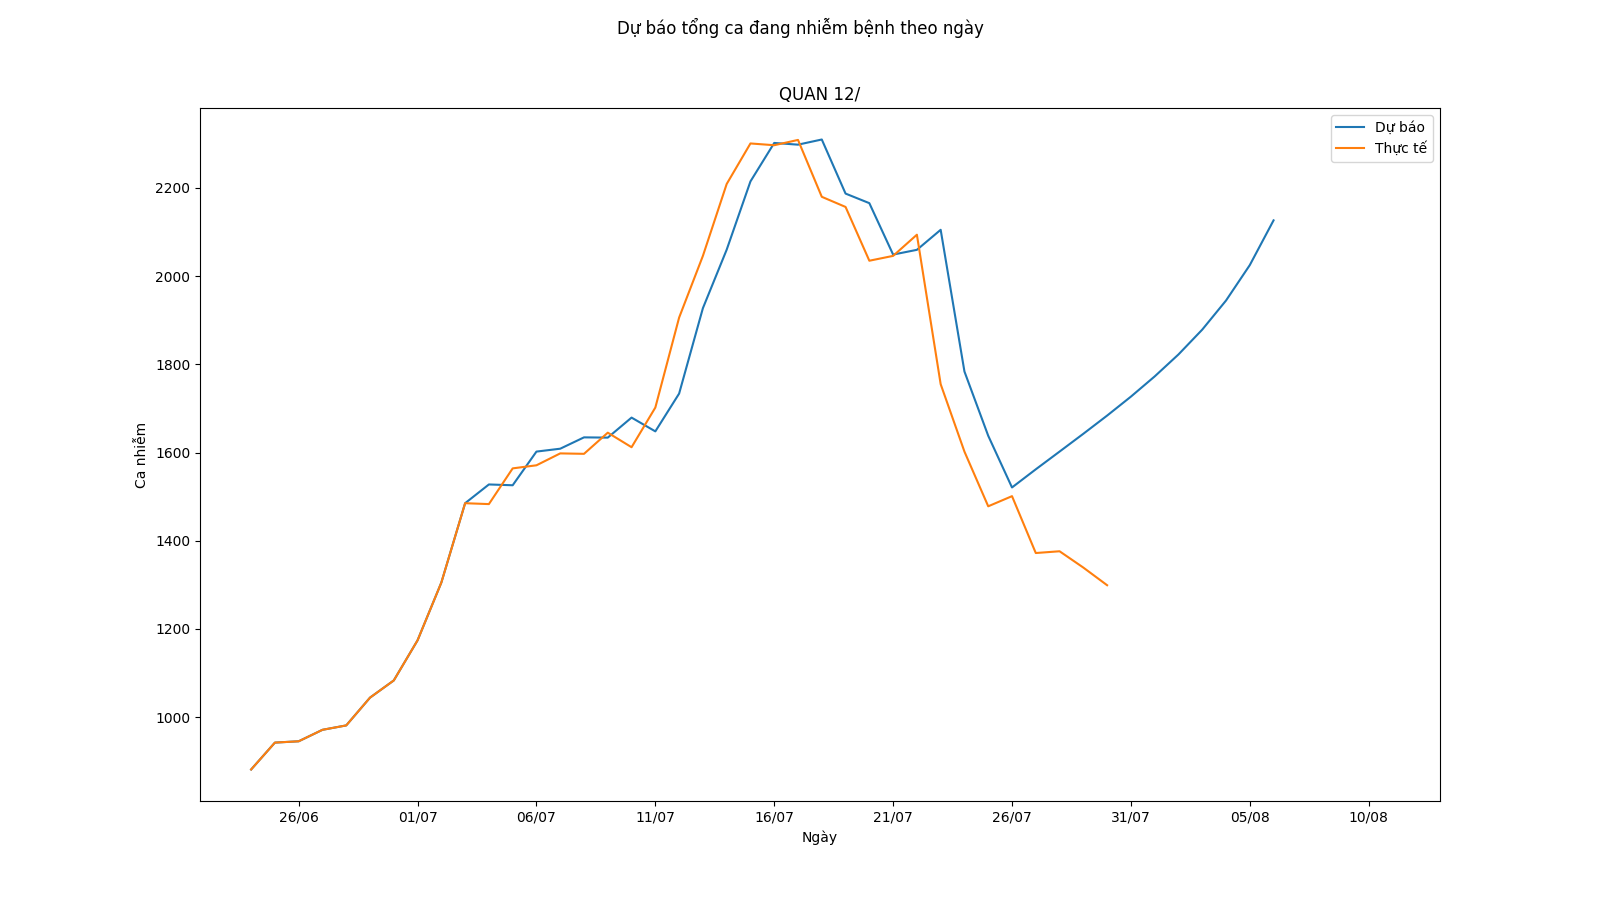 Dự báo tổng ca đang nhiễm bệnh theo ngày
QUAN 12/
Dự báo
Thực tế
Ca nhiễm
2200
2000
1800
1600
1400
1200
1000
26/06 01/07 06/07 11/07 16/07 21/07 26/07 31/07 05/08 10/08
Ngày